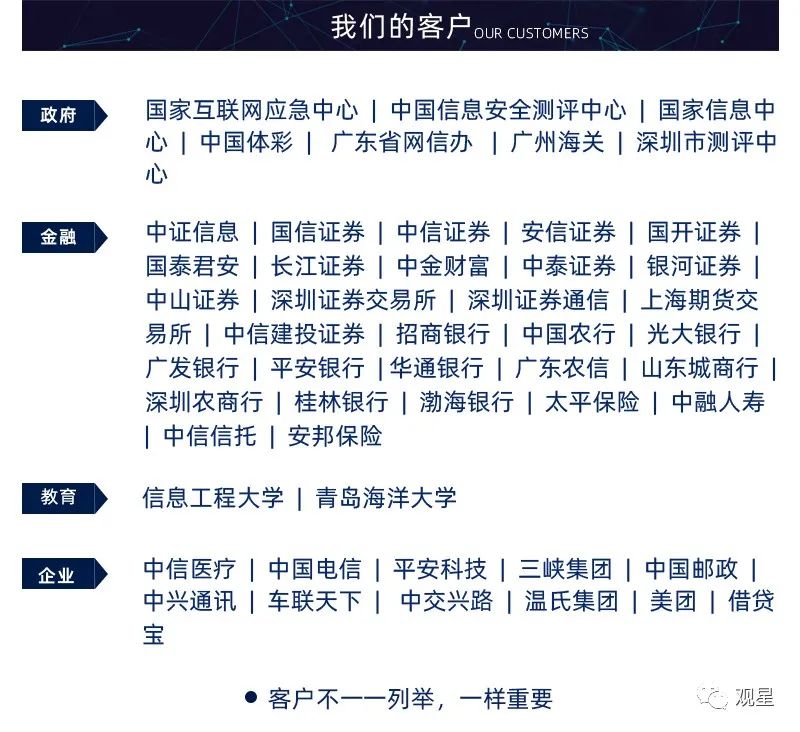 我们的客户 OUR CUSTOMERS
政府
国家互联网应急中心 | 中国信息安全测评中心 | 国家信息中
心 | 中国体彩 | 广东省网信办 | 广州海关 | 深圳市测评中
心
金融
中证信息 | 国信证券 | 中信证券 | 安信证券 | 国开证券 |
国泰君安 | 长江证券 | 中金财富 | 中泰证券 | 银河证券 |
中山证券 | 深圳证券交易所 | 深圳证券通信 | 上海期货交
易所 | 中信建投证券 | 招商银行 | 中国农行 | 光大银行 |
广发银行 | 平安银行 | 华通银行 | 广东农信 | 山东城商行 |
深圳农商行 | 桂林银行 | 渤海银行 | 太平保险 | 中融人寿
| 中信信托 | 安邦保险
教育
信息工程大学 | 青岛海洋大学
企业
中信医疗 | 中国电信 | 平安科技 | 三峡集团 | 中国邮政 |
中兴通讯 | 车联天下 | 中交兴路 | 温氏集团 | 美团 | 借贷
宝
● 客户不一一列举，一样重要
观星